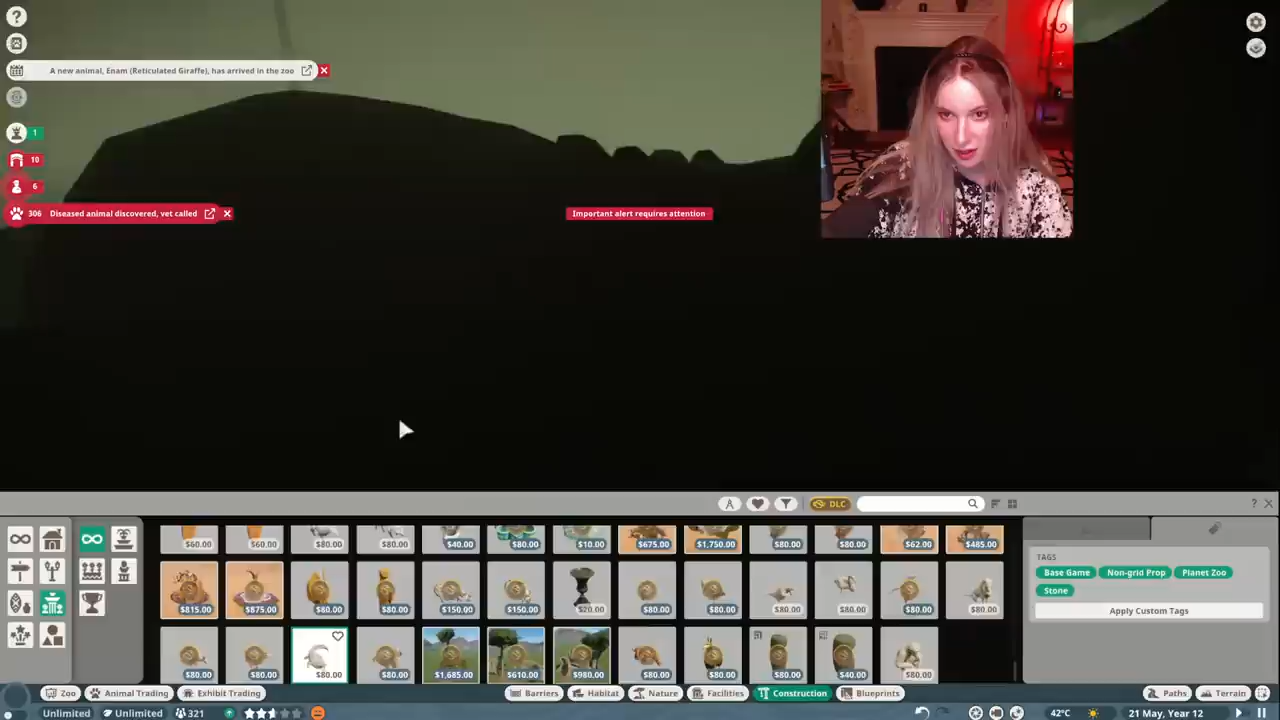 A new animal, Enam (Reticulated Giraffe), has arrived in the zoo
1
10
6
306 Diseased animal discovered, vet called
Important alert requires attention
A DLC ?
$60.00 $60.00 $80.00 $80.00 $40.00 $80.00 $10.00 $675.00 $1,750.00 $80.00 $80.00 $62.00 $485.00
$815.00 $875.00 $80.00 $80.00 $150.00 $150.00 $20.00 $80.00 $80.00 $80.00 $80.00 $80.00 $80.00
$80.00 $80.00 $80.00 $80.00 $1,685.00 $610.00 $980.00 $80.00 $80.00 $80.00 $40.00 $80.00
TAGS
Base Game Non-grid Prop Planet Zoo
Stone
Apply Custom Tags
Zoo Animal Trading Exhibit Trading Barriers Habitat Nature Facilities Construction Blueprints Paths Terrain
Unlimited Unlimited 321 42°C 21 May, Year 12